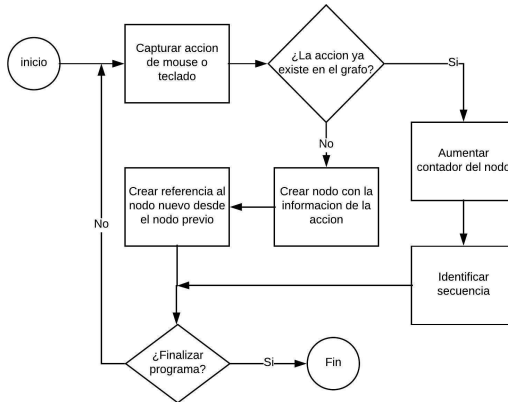 inicio
Capturar accion
de mouse o
teclado
¿La accion ya
existe en el grafo?
Si
No
Aumentar
contador del nodo
Crear referencia al
nodo nuevo desde
el nodo previo
Crear nodo con la
informacion de la
accion
No
Identificar
secuencia
¿Finalizar
programa?
Si
Fin